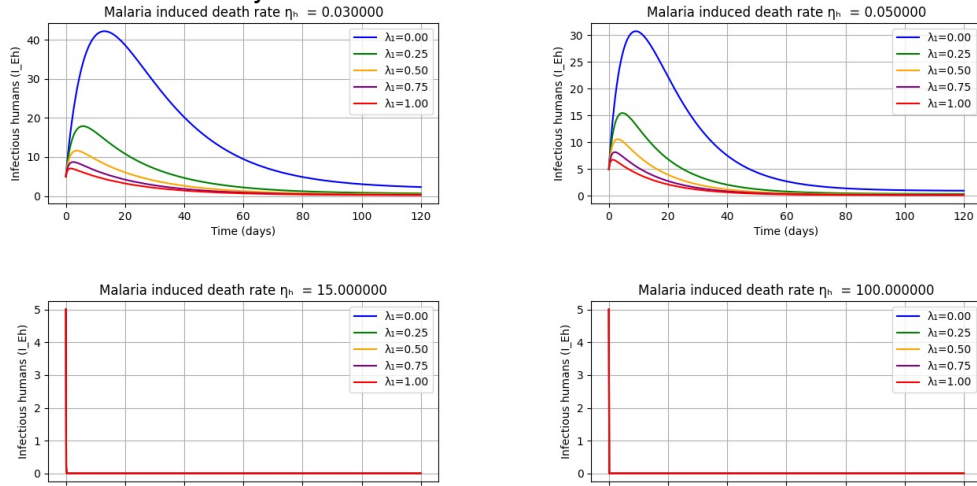 Malaria induced death rate ηₕ = 0.030000
Infectious humans (I_Eh)
40
30
20
10
0
λ₁=0.00
λ₁=0.25
λ₁=0.50
λ₁=0.75
λ₁=1.00
0 20 40 60 80 100 120
Time (days)
Malaria induced death rate ηₕ = 0.050000
Infectious humans (I_Eh)
30
25
20
15
10
5
0
λ₁=0.00
λ₁=0.25
λ₁=0.50
λ₁=0.75
λ₁=1.00
0 20 40 60 80 100 120
Time (days)
Malaria induced death rate ηₕ = 15.000000
Infectious humans (I_Eh)
5
4
3
2
1
0
λ₁=0.00
λ₁=0.25
λ₁=0.50
λ₁=0.75
λ₁=1.00
Malaria induced death rate ηₕ = 100.000000
Infectious humans (I_Eh)
5
4
3
2
1
0
λ₁=0.00
λ₁=0.25
λ₁=0.50
λ₁=0.75
λ₁=1.00